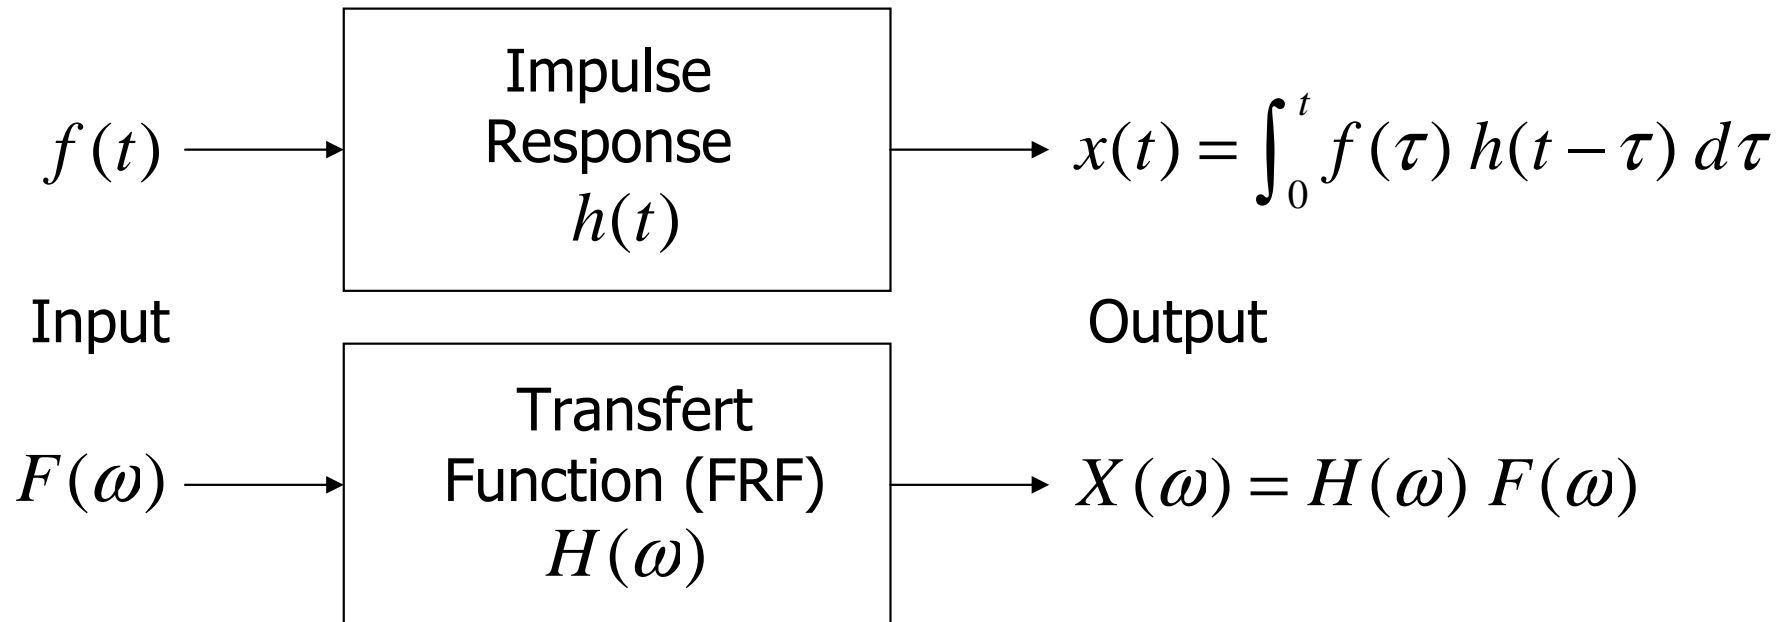 Impulse
Response
h(t)
f(t)
x(t) = ∫₀ᵗ f(τ) h(t − τ) dτ
Input
Output
Transfert
Function (FRF)
H(ω)
F(ω)
X(ω) = H(ω) F(ω)